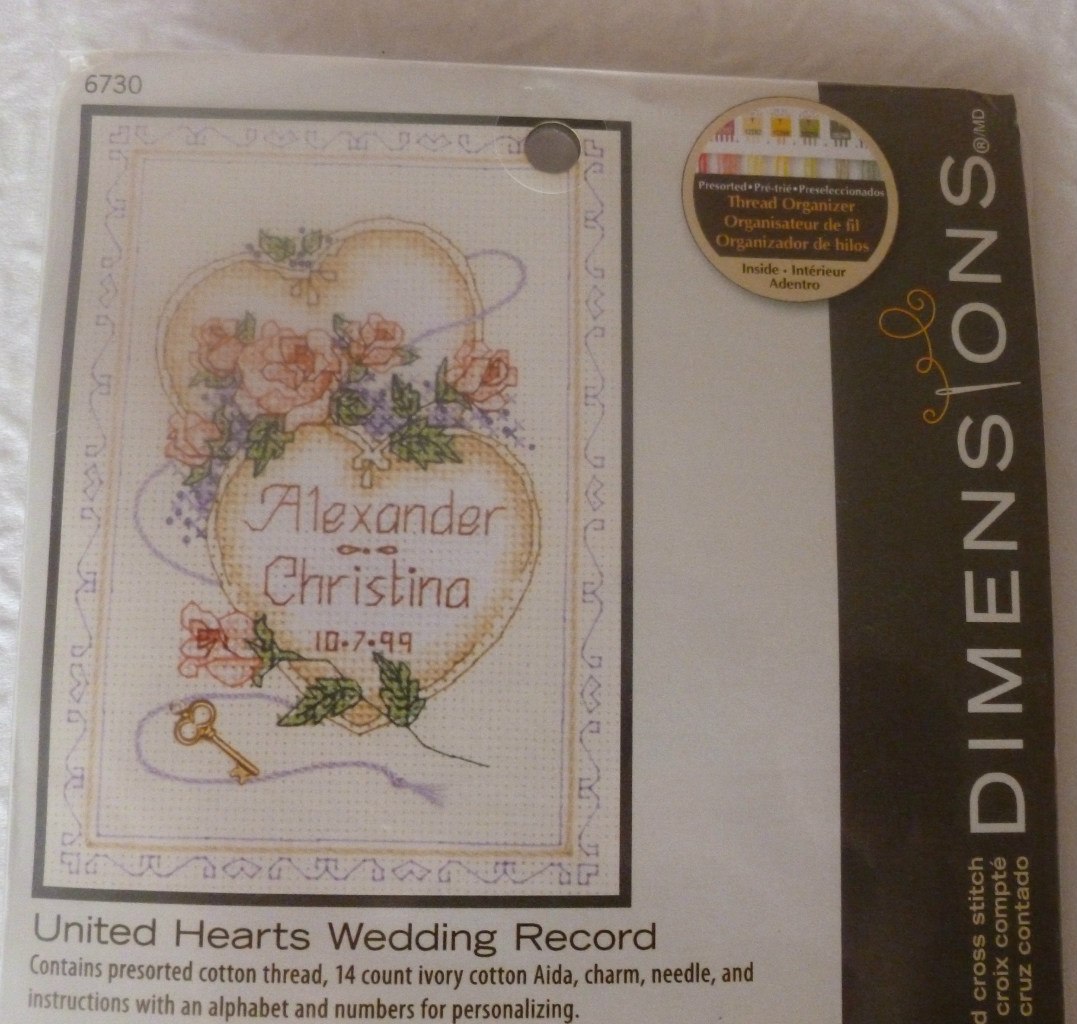 6730
Presorted • Pré-trié • Preseleccionados
Thread Organizer
Organisateur de fil
Organizador de hilos
Inside • Intérieur
Adentro
DIMENSIONS®/MD
Alexander
Christina
10•7•99
United Hearts Wedding Record
Contains presorted cotton thread, 14 count ivory cotton Aida, charm, needle, and
instructions with an alphabet and numbers for personalizing.
cross stitch
croix compté
cruz contado